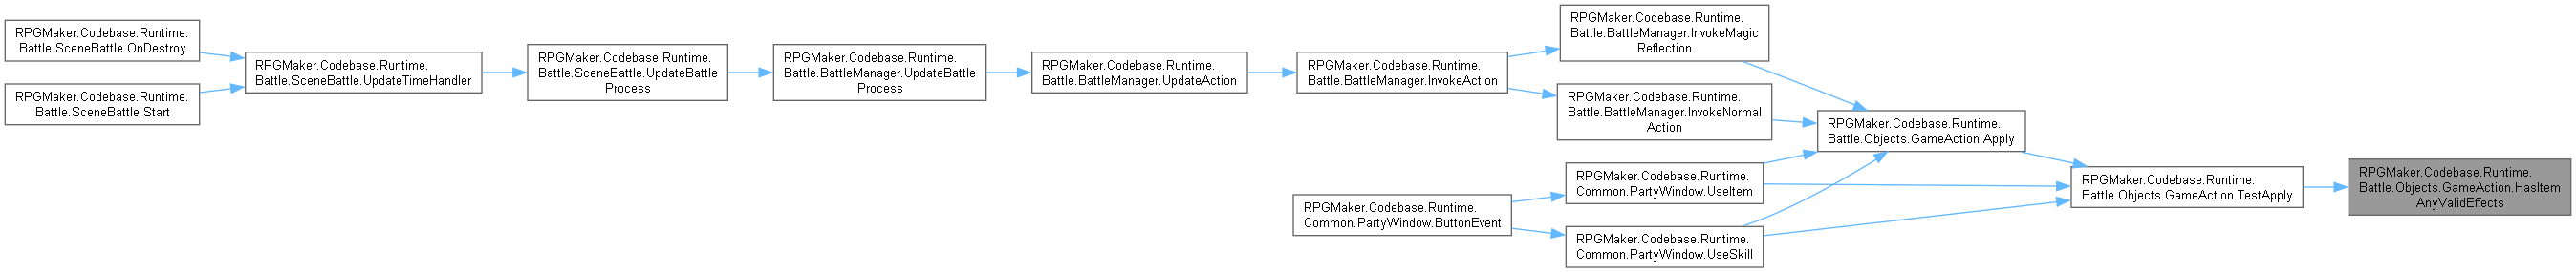 RPGMaker.Codebase.Runtime.
Battle.SceneBattle.OnDestroy
RPGMaker.Codebase.Runtime.
Battle.SceneBattle.Start
RPGMaker.Codebase.Runtime.
Battle.SceneBattle.UpdateTimeHandler
RPGMaker.Codebase.Runtime.
Battle.SceneBattle.UpdateBattle
Process
RPGMaker.Codebase.Runtime.
Battle.BattleManager.UpdateBattle
Process
RPGMaker.Codebase.Runtime.
Battle.BattleManager.UpdateAction
RPGMaker.Codebase.Runtime.
Battle.BattleManager.InvokeAction
RPGMaker.Codebase.Runtime.
Battle.BattleManager.InvokeMagic
Reflection
RPGMaker.Codebase.Runtime.
Battle.BattleManager.InvokeNormal
Action
RPGMaker.Codebase.Runtime.
Common.PartyWindow.UseItem
RPGMaker.Codebase.Runtime.
Common.PartyWindow.ButtonEvent
RPGMaker.Codebase.Runtime.
Common.PartyWindow.UseSkill
RPGMaker.Codebase.Runtime.
Battle.Objects.GameAction.Apply
RPGMaker.Codebase.Runtime.
Battle.Objects.GameAction.TestApply
RPGMaker.Codebase.Runtime.
Battle.Objects.GameAction.HasItem
AnyValidEffects